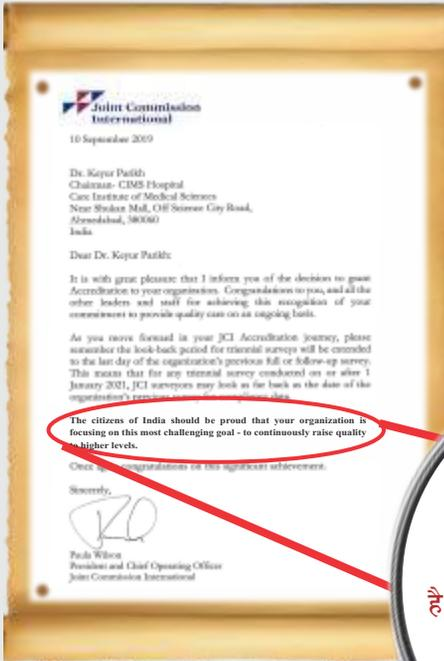 Joint Commission
International
10 September 2019
Dr. Keyur Parikh
Chairman- CIMS Hospital
Care Institute of Medical Sciences
Near Shukan Mall, Off Science City Road,
Ahmedabad, 380060
India
Dear Dr. Keyur Parikh:
It is with great pleasure that I inform you of the decision to grant
Accreditation to your organization. Congratulations to you, and all the
other leaders and staff for achieving this recognition of your
commitment to provide quality care on an ongoing basis.
As you move forward in your JCI Accreditation journey, please
remember the look-back period for triennial surveys will be extended
to the last day of the organization's previous full or follow-up survey.
This means that for any triennial survey conducted on or after 1
January 2021, JCI surveyors may look as far back as the date of the
organization's previous survey for compliance data.
The citizens of India should be proud that your organization is
focusing on this most challenging goal - to continuously raise quality
to higher levels.
Once again congratulations on this significant achievement.
Sincerely,
Paula Wilson
President and Chief Operating Officer
Joint Commission International